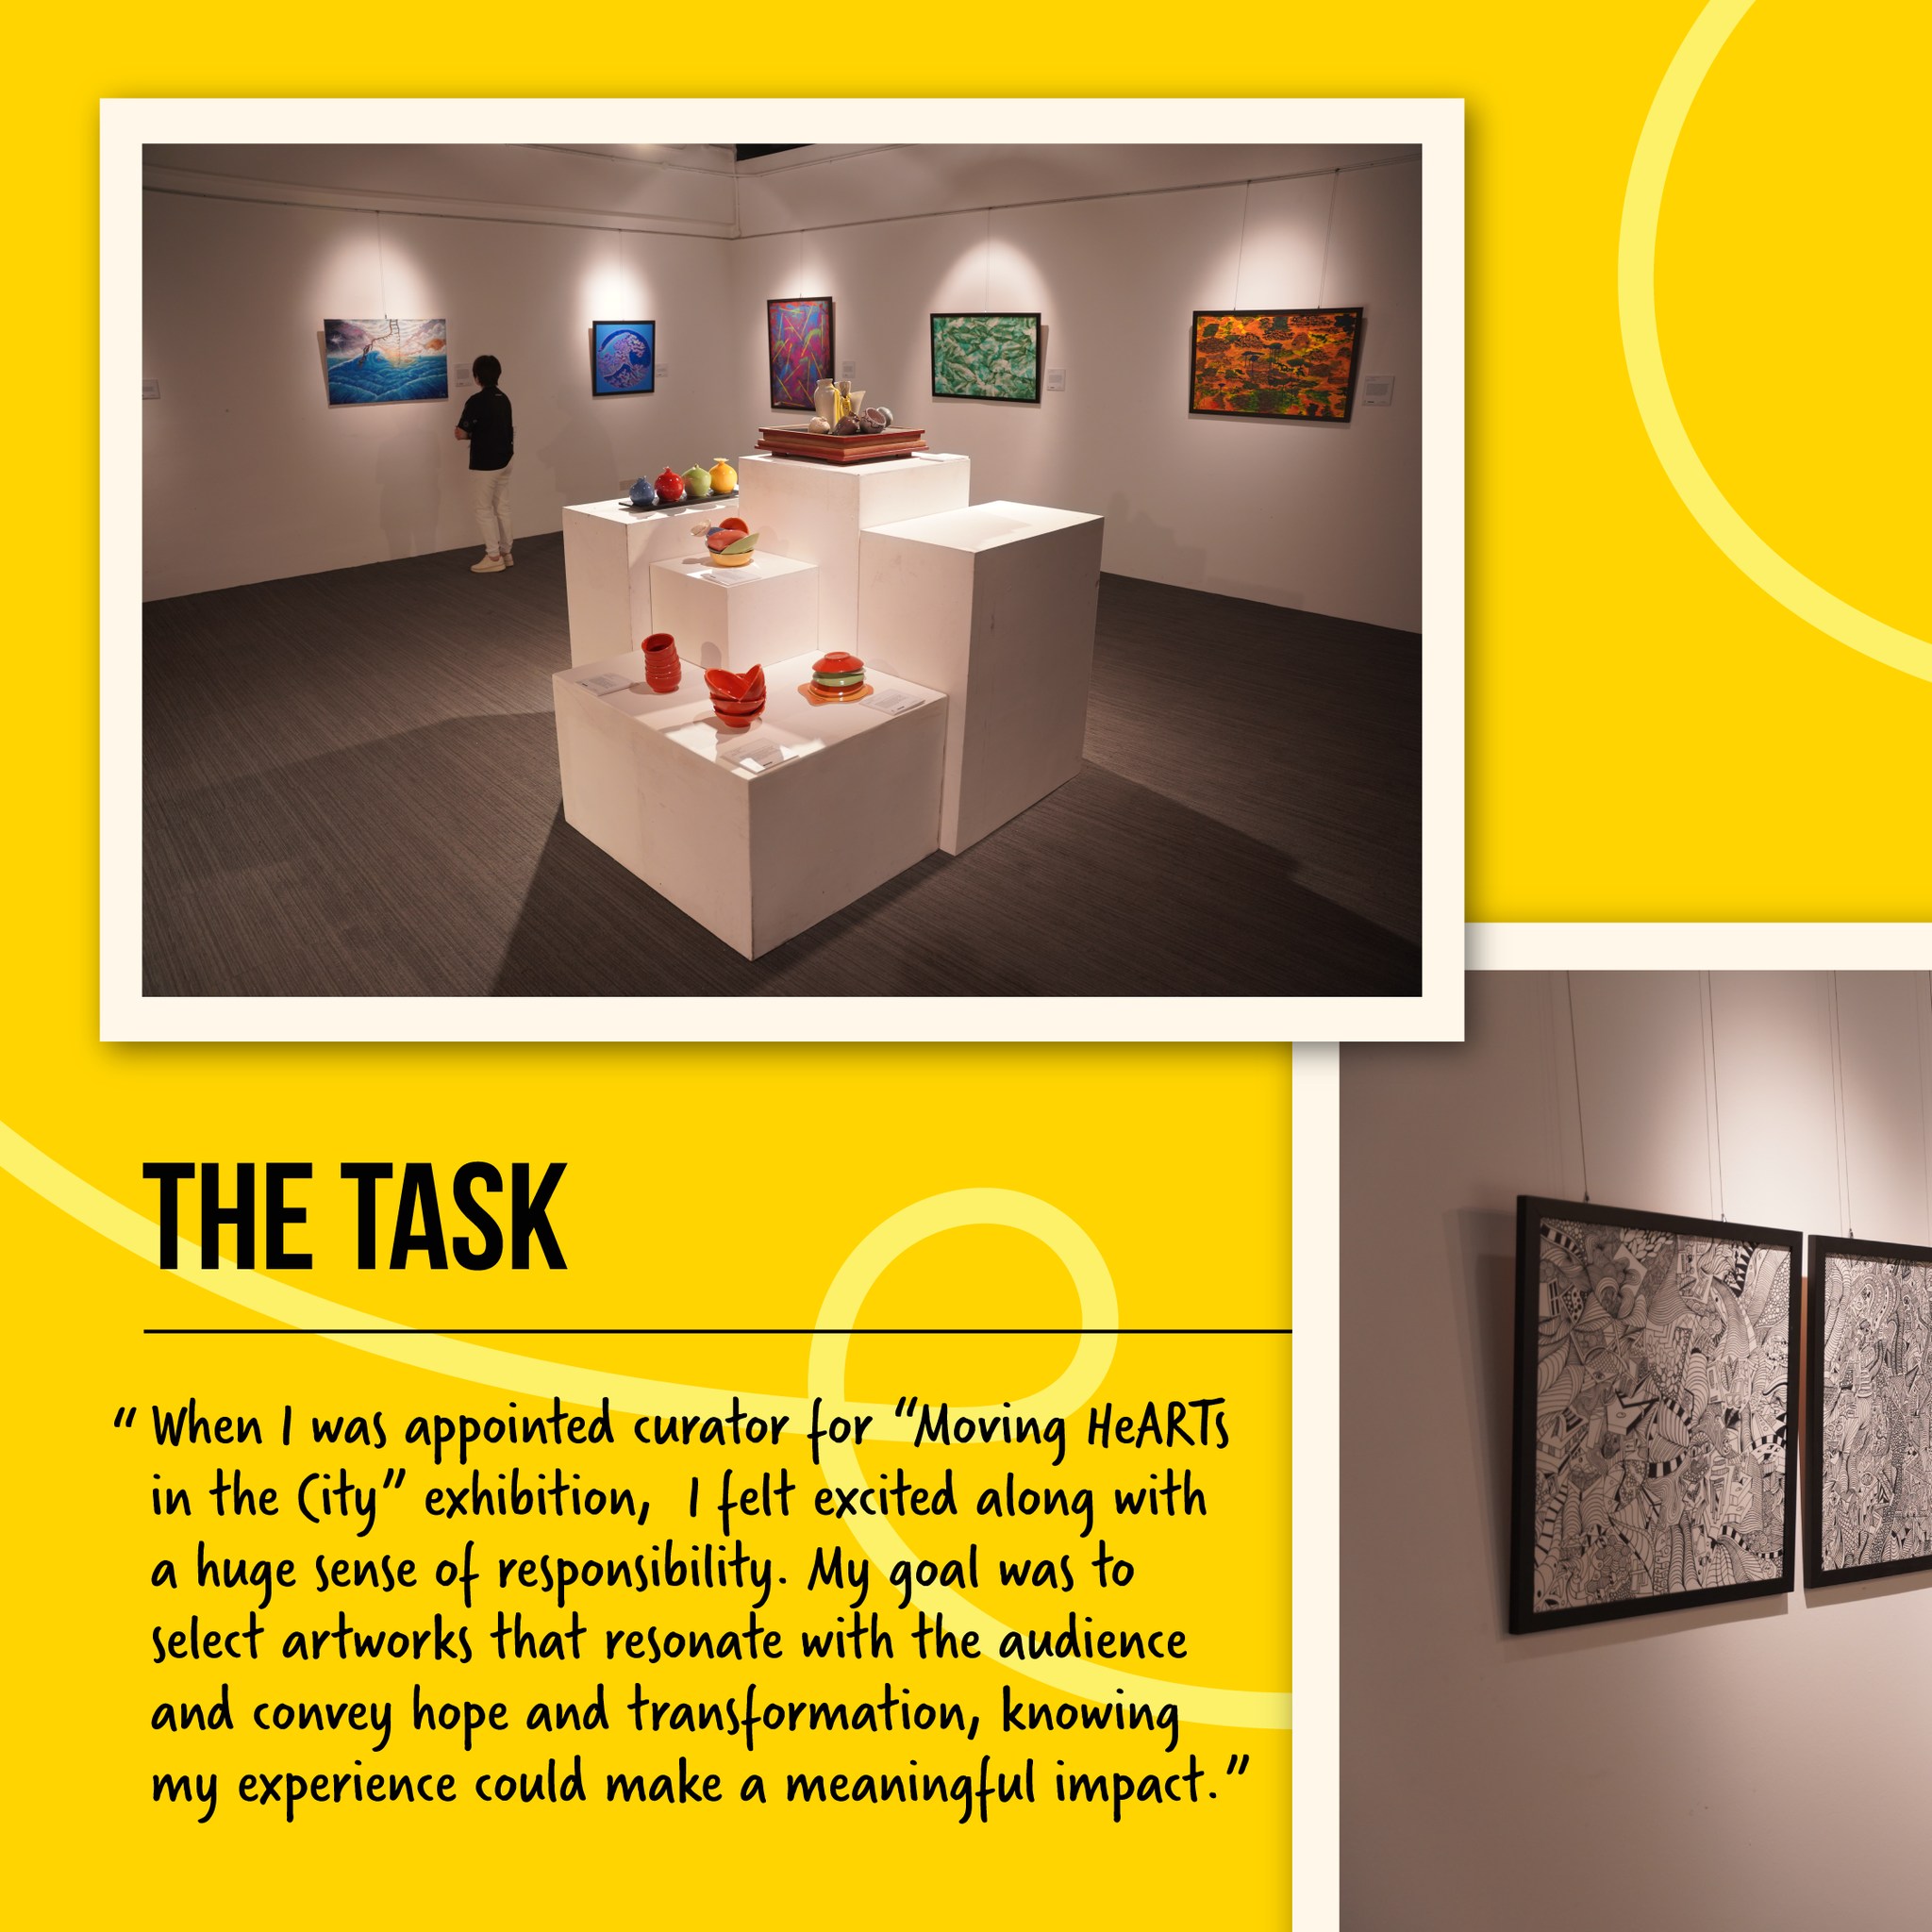 THE TASK
“ When I was appointed curator for “Moving HeARTs
in the City” exhibition, I felt excited along with
a huge sense of responsibility. My goal was to
select artworks that resonate with the audience
and convey hope and transformation, knowing
my experience could make a meaningful impact.”